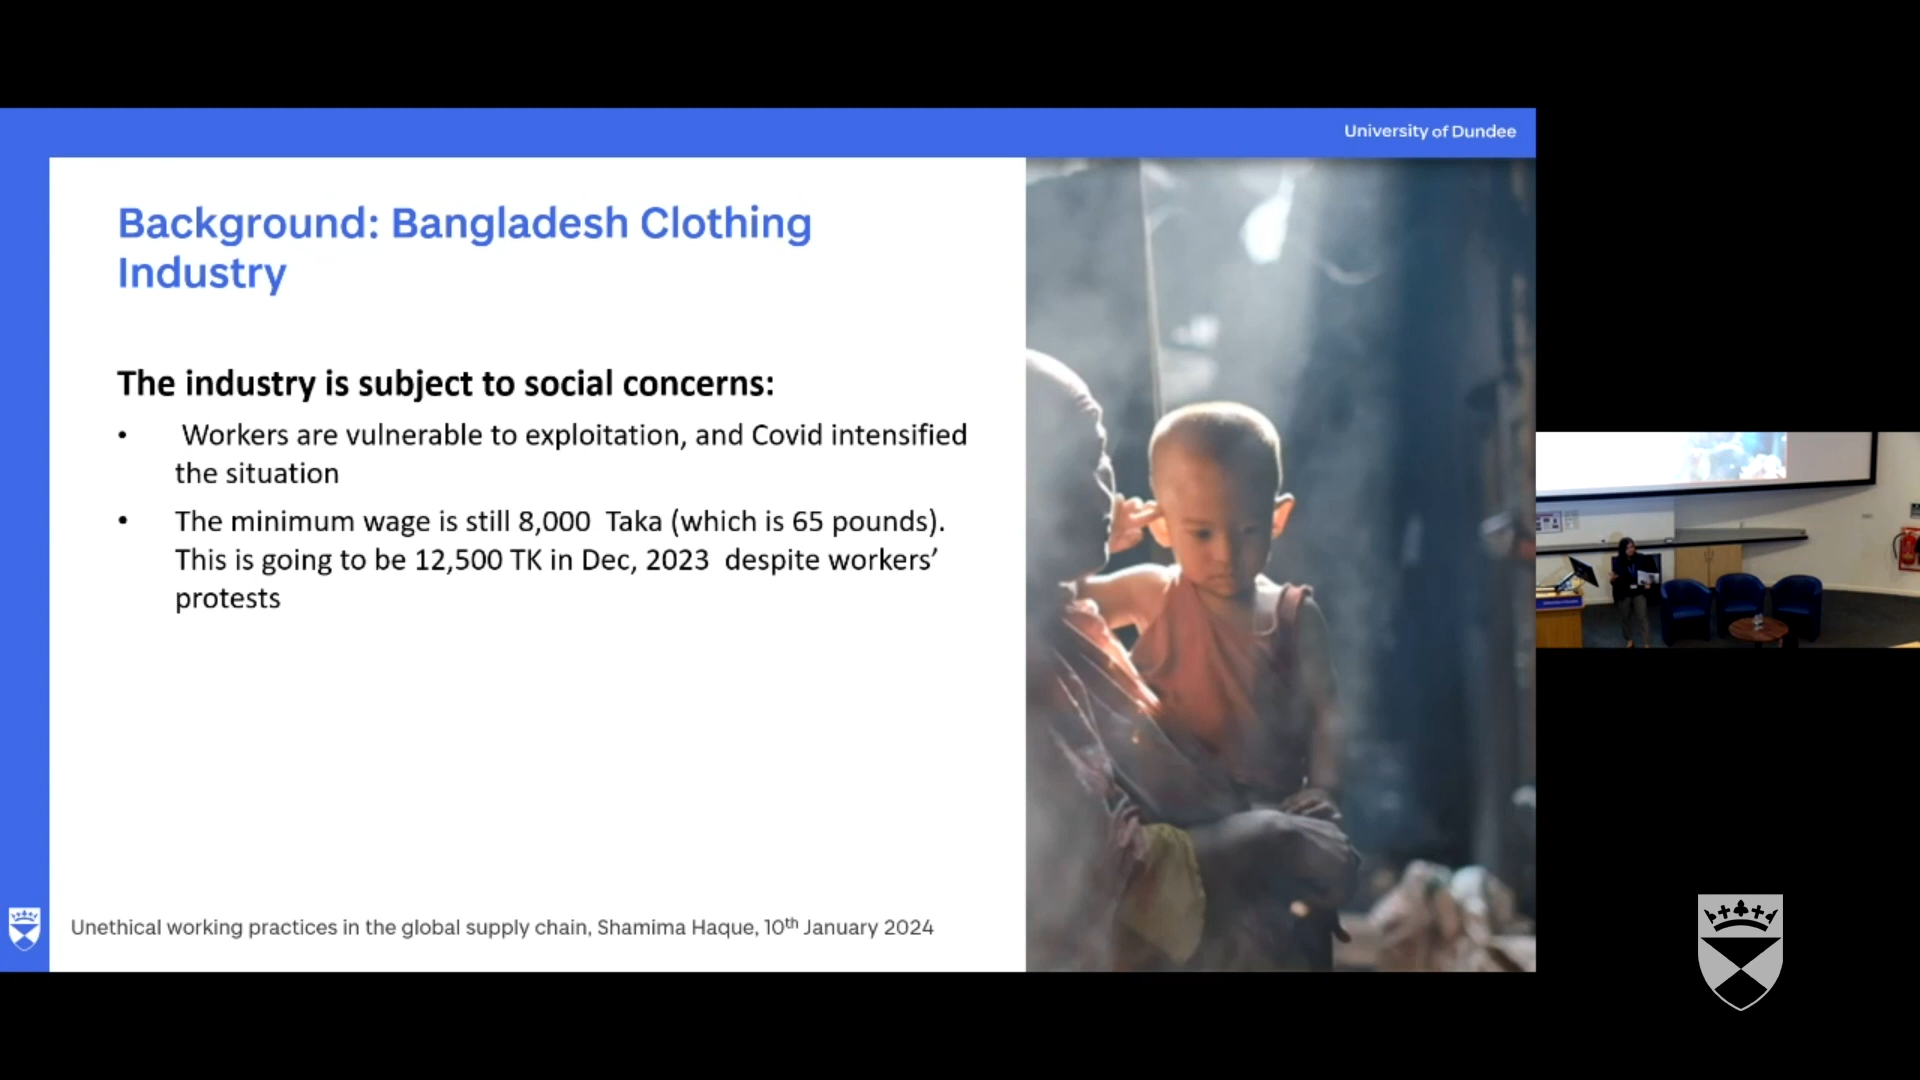 University of Dundee
Background: Bangladesh Clothing
Industry
The industry is subject to social concerns:
• Workers are vulnerable to exploitation, and Covid intensified
the situation
• The minimum wage is still 8,000 Taka (which is 65 pounds).
This is going to be 12,500 TK in Dec, 2023 despite workers’
protests
Unethical working practices in the global supply chain, Shamima Haque, 10th January 2024